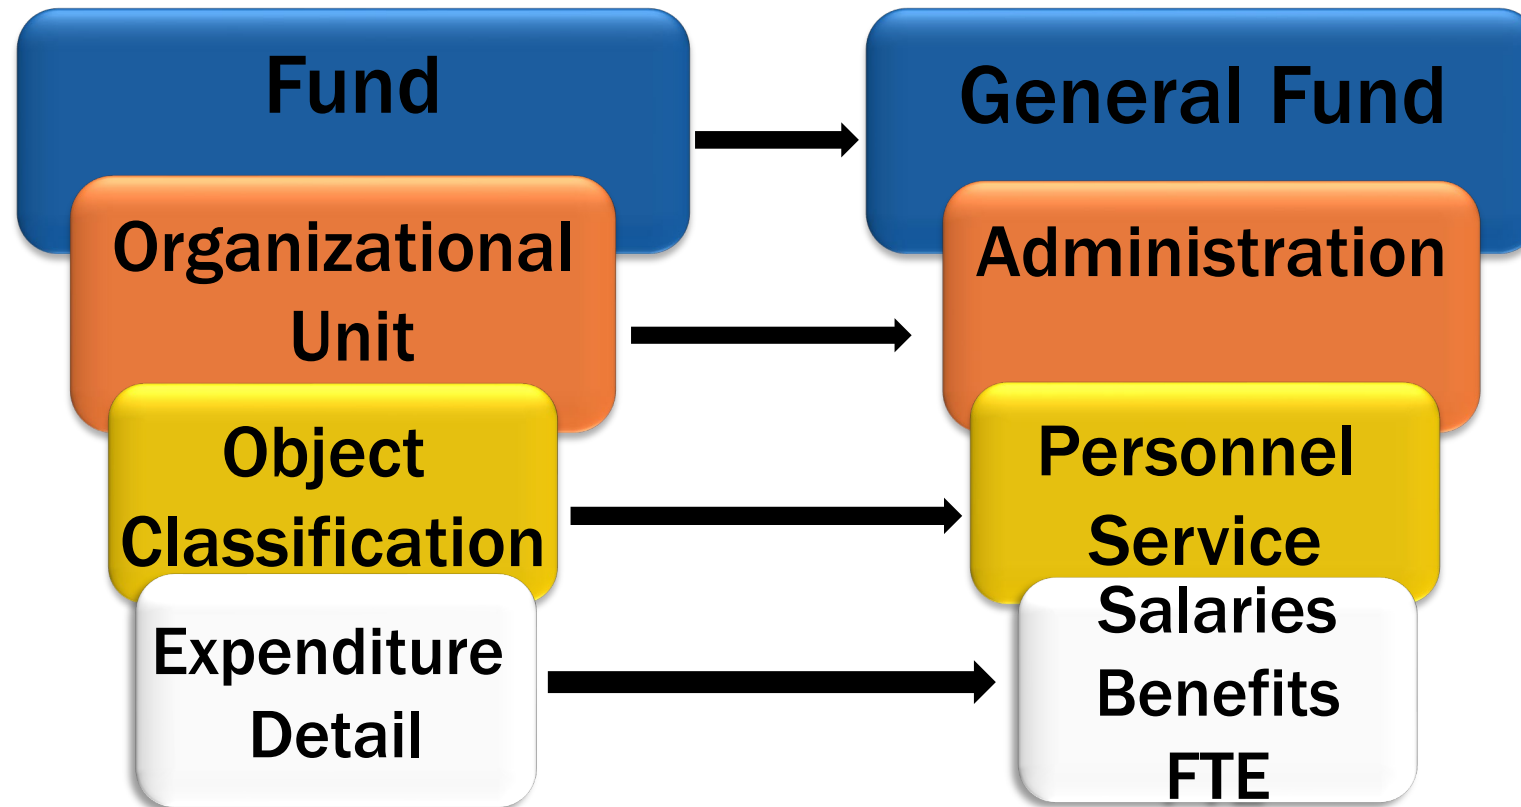 Fund
General Fund
Organizational
Unit
Administration
Object
Classification
Personnel
Service
Expenditure
Detail
Salaries
Benefits
FTE